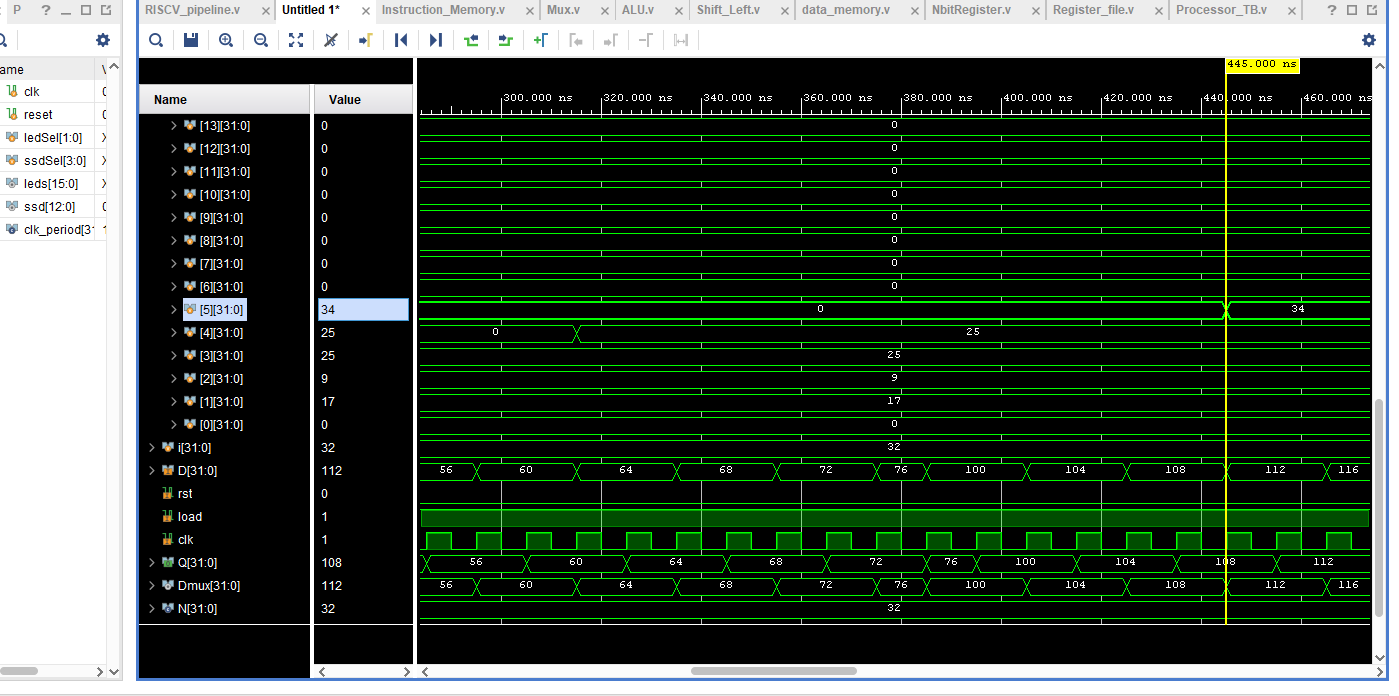 P ? _
RISCV_pipeline.v × Untitled 1* × Instruction_Memory.v × Mux.v × ALU.v × Shift_Left.v × data_memory.v × NbitRegister.v × Register_file.v × Processor_TB.v × ?
ame V
clk 0
reset 0
ledSel[1:0] X
ssdSel[3:0] X
leds[15:0] X
ssd[12:0] 0
clk_period[31 1
445.000 ns
Name Value 300.000 ns 320.000 ns 340.000 ns 360.000 ns 380.000 ns 400.000 ns 420.000 ns 440.000 ns 460.000 ns
[13][31:0] 0 0
[12][31:0] 0 0
[11][31:0] 0 0
[10][31:0] 0 0
[9][31:0] 0 0
[8][31:0] 0 0
[7][31:0] 0 0
[6][31:0] 0 0
[5][31:0] 34 0 34
[4][31:0] 25 0 25
[3][31:0] 25 25
[2][31:0] 9 9
[1][31:0] 17 17
[0][31:0] 0 0
i[31:0] 32 32
D[31:0] 112 56 60 64 68 72 76 100 104 108 112 116
rst 0
load 1
clk 1
Q[31:0] 108 56 60 64 68 72 76 100 104 108 112
Dmux[31:0] 112 56 60 64 68 72 76 100 104 108 112 116
N[31:0] 32 32